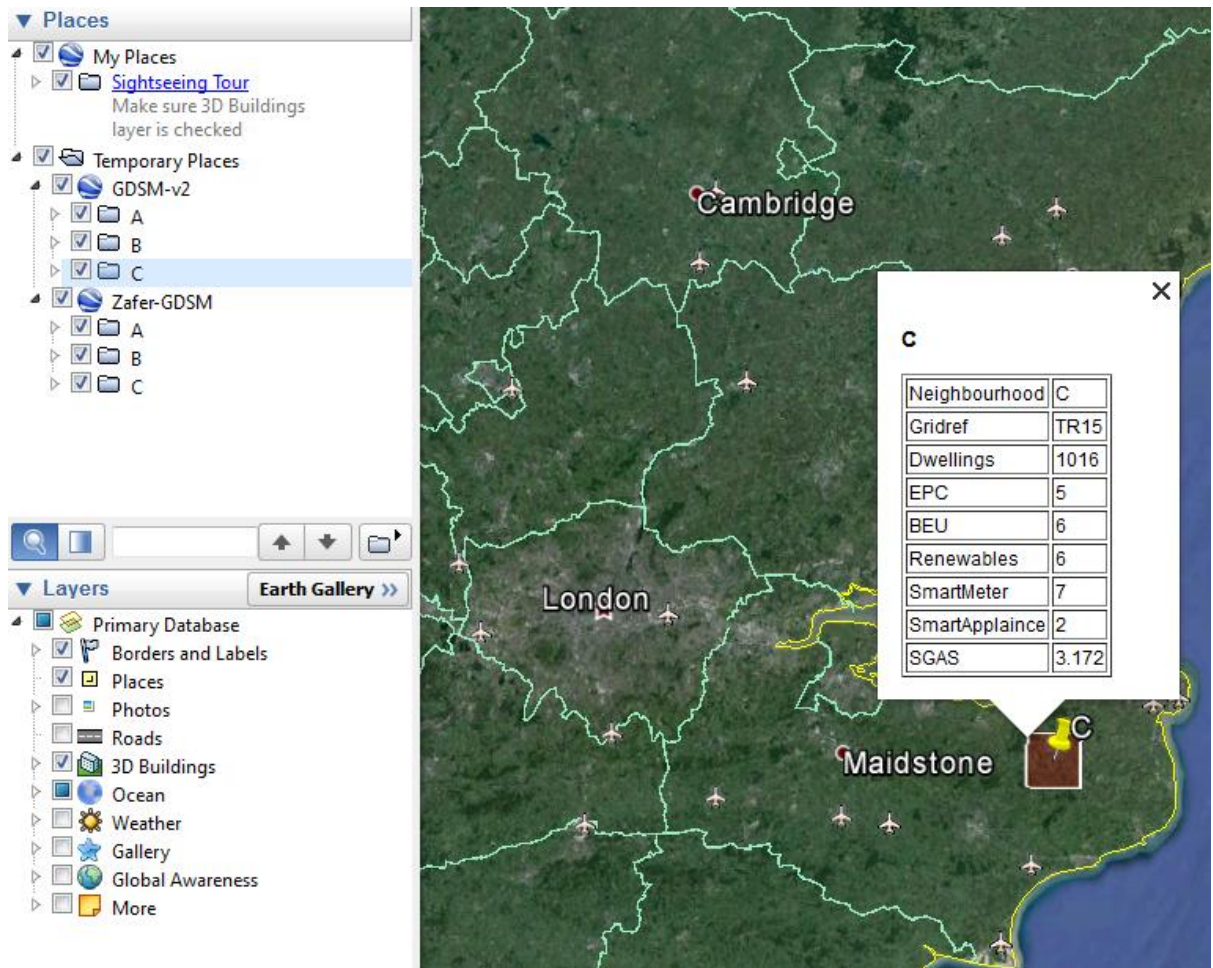 Places
My Places
Sightseeing Tour
Make sure 3D Buildings
layer is checked
Temporary Places
GDSM-v2
A
B
C
Zafer-GDSM
A
B
C
Layers
Earth Gallery >>
Primary Database
Borders and Labels
Places
Photos
Roads
3D Buildings
Ocean
Weather
Gallery
Global Awareness
More
Cambridge
C
Neighbourhood C
Gridref TR15
Dwellings 1016
EPC 5
BEU 6
Renewables 6
SmartMeter 7
SmartApplaince 2
SGAS 3.172
London
C
Maidstone